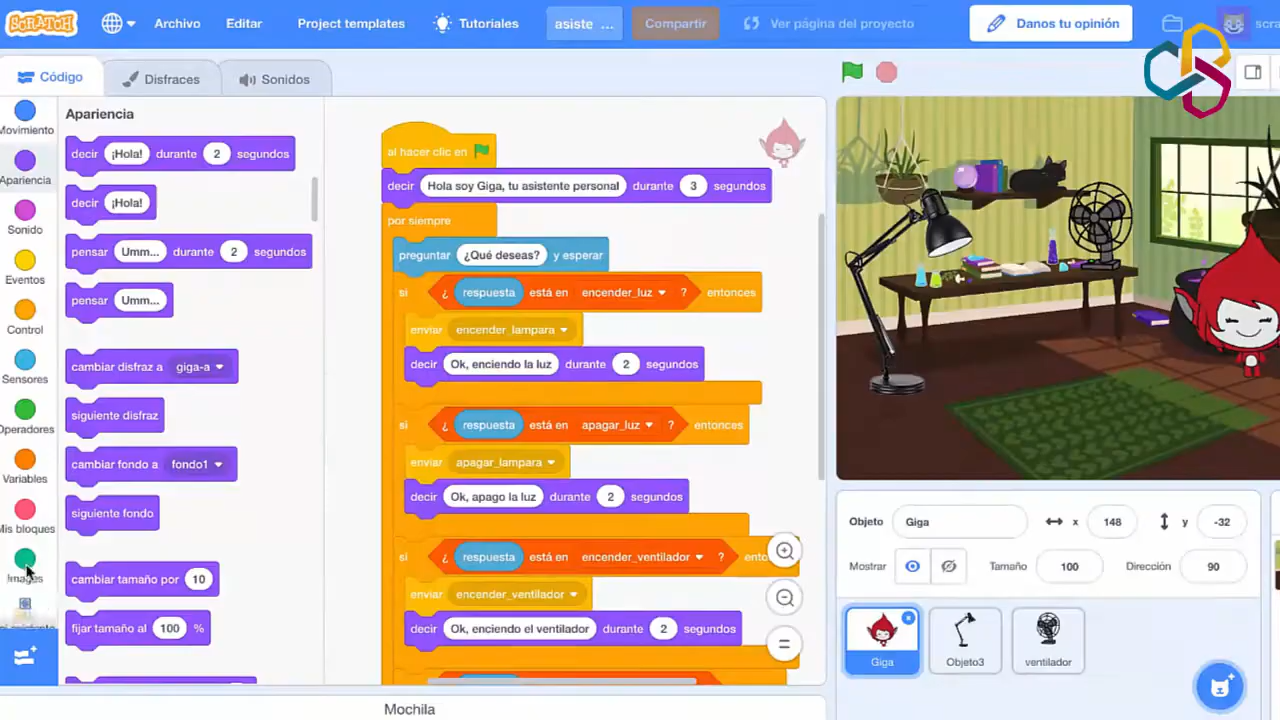 SCRATCH
Archivo
Editar
Project templates
Tutoriales
asiste ...
Compartir
Ver página del proyecto
Danos tu opinión
scra
Código
Disfraces
Sonidos
Movimiento
Apariencia
Sonido
Eventos
Control
Sensores
Operadores
Variables
Mis bloques
Images
Apariencia
decir ¡Hola! durante 2 segundos
decir ¡Hola!
pensar Umm... durante 2 segundos
pensar Umm...
cambiar disfraz a giga-a
siguiente disfraz
cambiar fondo a fondo1
siguiente fondo
cambiar tamaño por 10
fijar tamaño al 100 %
al hacer clic en
decir Hola soy Giga, tu asistente personal durante 3 segundos
por siempre
preguntar ¿Qué deseas? y esperar
si ¿ respuesta está en encender_luz ? entonces
enviar encender_lampara
decir Ok, enciendo la luz durante 2 segundos
si ¿ respuesta está en apagar_luz ? entonces
enviar apagar_lampara
decir Ok, apago la luz durante 2 segundos
si ¿ respuesta está en encender_ventilador ? ento
enviar encender_ventilador
decir Ok, enciendo el ventilador durante 2 segundos
Mochila
Objeto Giga x 148 y -32
Mostrar Tamaño 100 Dirección 90
Giga
Objeto3
ventilador